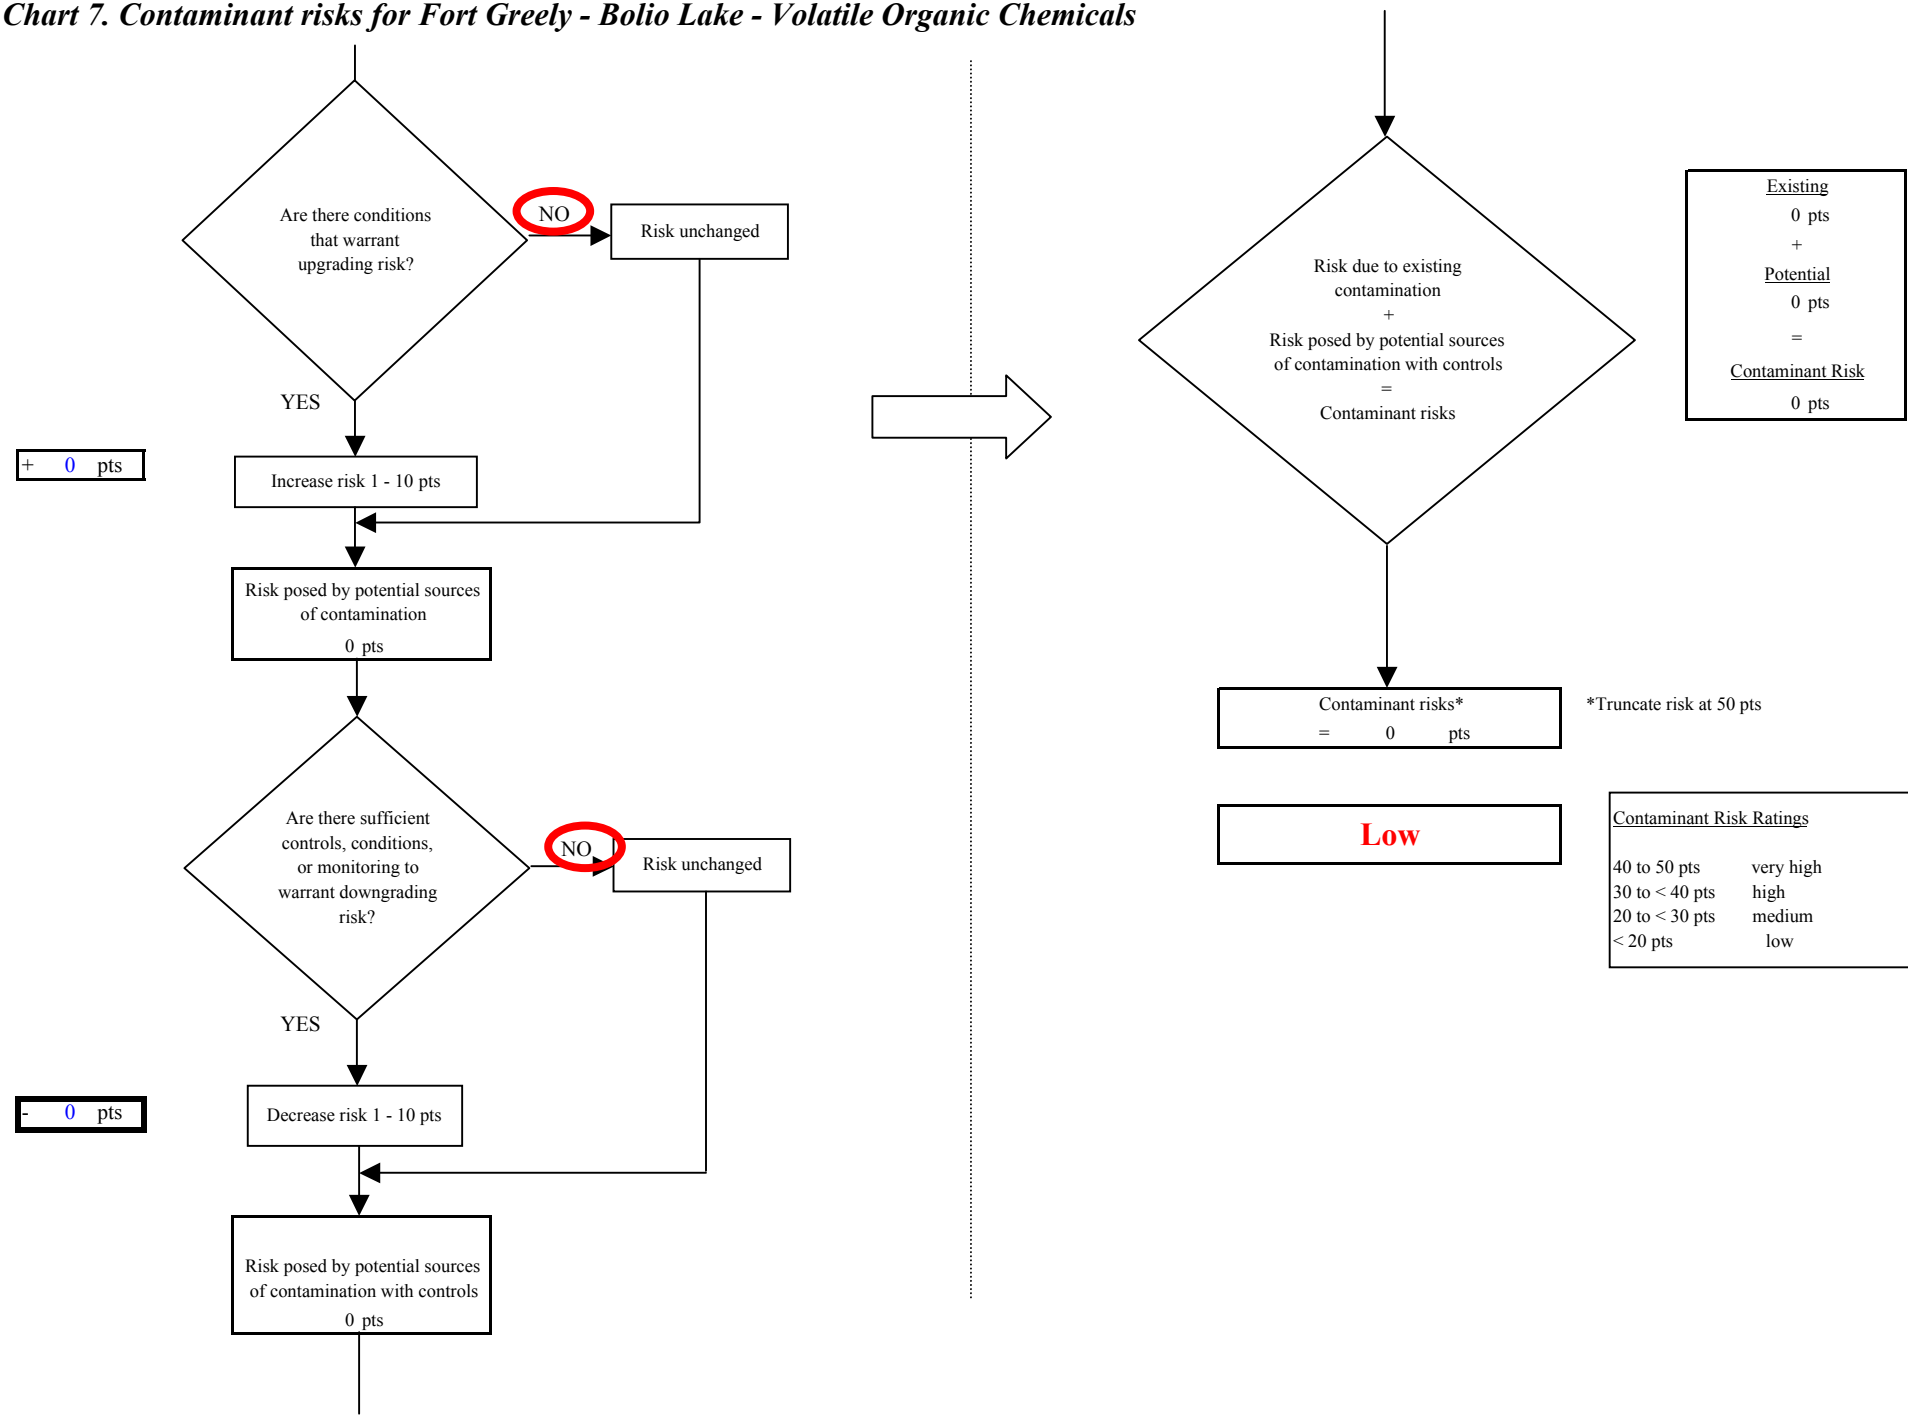 Chart 7. Contaminant risks for Fort Greely - Bolio Lake - Volatile Organic Chemicals
Are there conditions
that warrant
upgrading risk?
NO
Risk unchanged
YES
+ 0 pts
Increase risk 1 - 10 pts
Risk posed by potential sources
of contamination
0 pts
Are there sufficient
controls, conditions,
or monitoring to
warrant downgrading
risk?
NO
Risk unchanged
YES
- 0 pts
Decrease risk 1 - 10 pts
Risk posed by potential sources
of contamination with controls
0 pts
Risk due to existing
contamination
+
Risk posed by potential sources
of contamination with controls
=
Contaminant risks
Existing
0 pts
+
Potential
0 pts
=
Contaminant Risk
0 pts
Contaminant risks*
= 0 pts
*Truncate risk at 50 pts
Low
Contaminant Risk Ratings
40 to 50 pts very high
30 to < 40 pts high
20 to < 30 pts medium
< 20 pts low